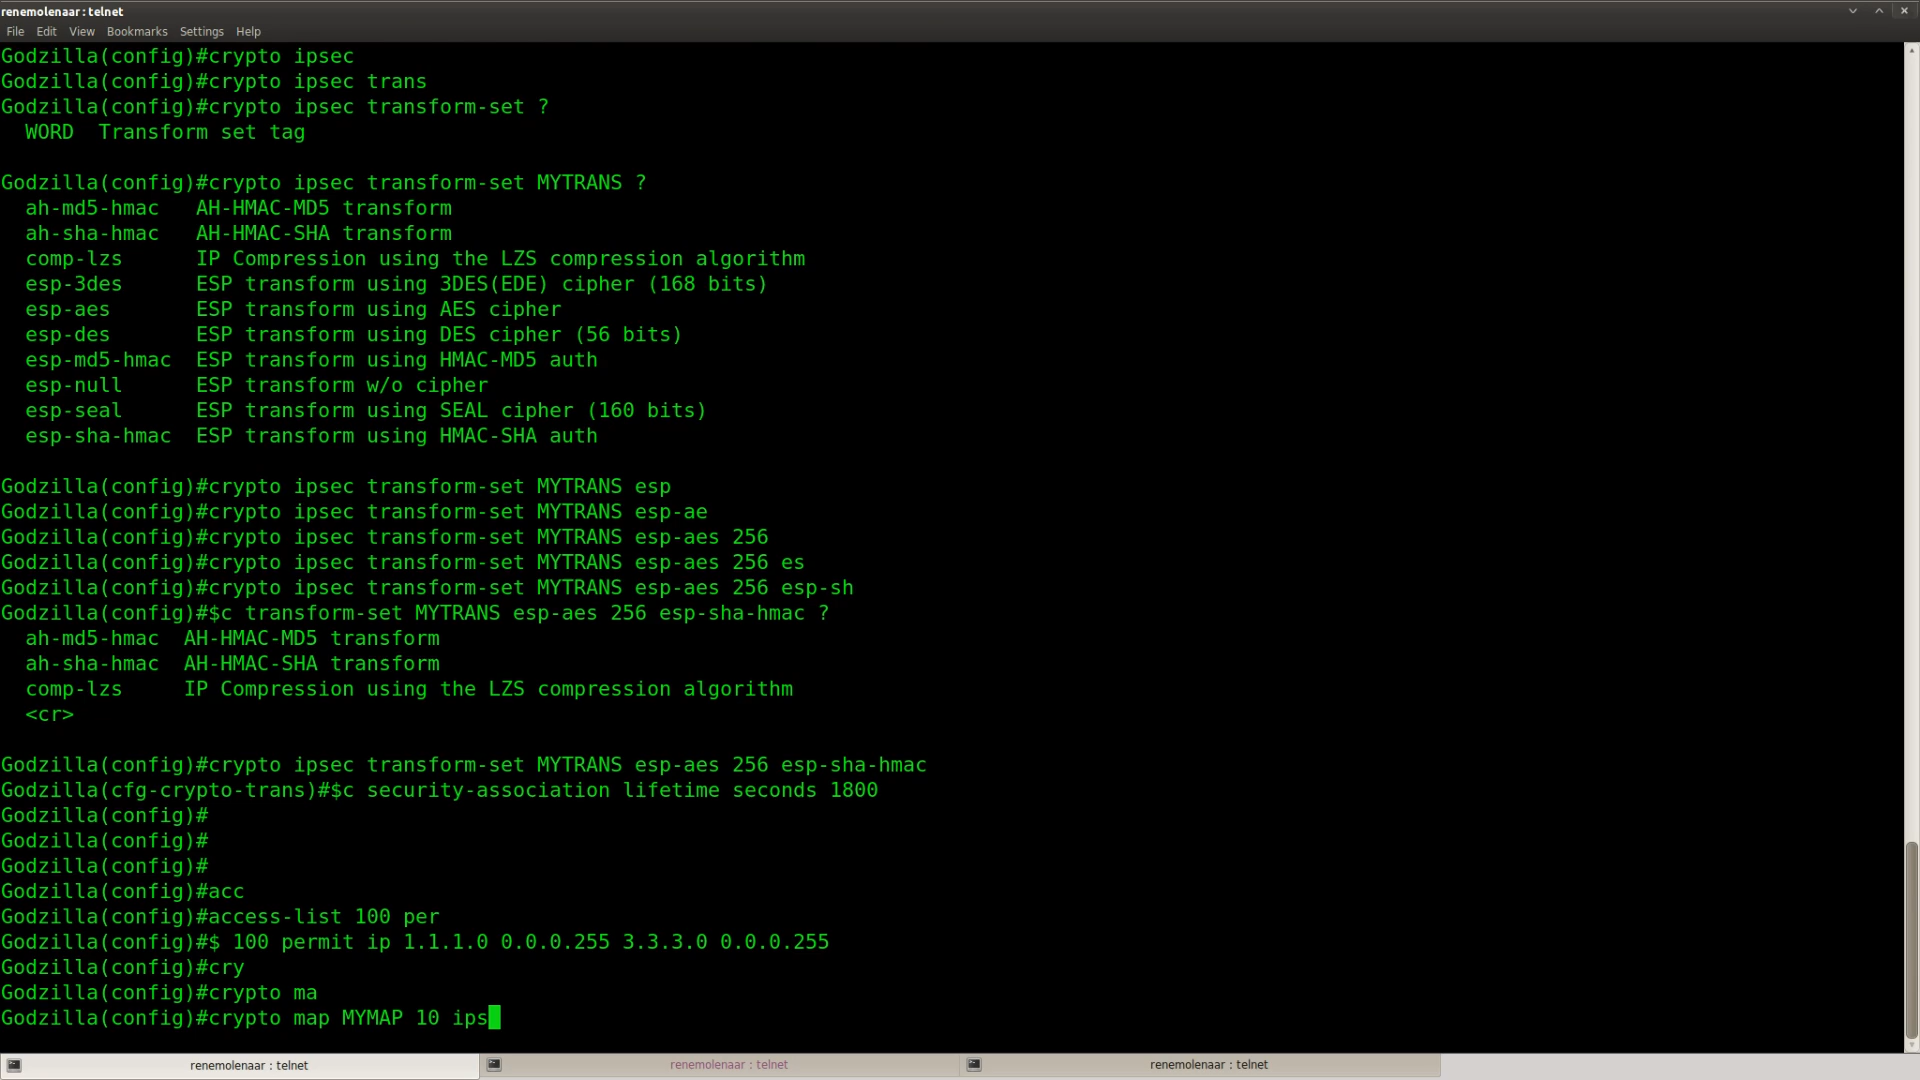 renemolenaar : telnet
File Edit View Bookmarks Settings Help
Godzilla(config)#crypto ipsec
Godzilla(config)#crypto ipsec trans
Godzilla(config)#crypto ipsec transform-set ?
  WORD  Transform set tag

Godzilla(config)#crypto ipsec transform-set MYTRANS ?
  ah-md5-hmac   AH-HMAC-MD5 transform
  ah-sha-hmac   AH-HMAC-SHA transform
  comp-lzs      IP Compression using the LZS compression algorithm
  esp-3des      ESP transform using 3DES(EDE) cipher (168 bits)
  esp-aes       ESP transform using AES cipher
  esp-des       ESP transform using DES cipher (56 bits)
  esp-md5-hmac  ESP transform using HMAC-MD5 auth
  esp-null      ESP transform w/o cipher
  esp-seal      ESP transform using SEAL cipher (160 bits)
  esp-sha-hmac  ESP transform using HMAC-SHA auth

Godzilla(config)#crypto ipsec transform-set MYTRANS esp
Godzilla(config)#crypto ipsec transform-set MYTRANS esp-ae
Godzilla(config)#crypto ipsec transform-set MYTRANS esp-aes 256
Godzilla(config)#crypto ipsec transform-set MYTRANS esp-aes 256 es
Godzilla(config)#crypto ipsec transform-set MYTRANS esp-aes 256 esp-sh
Godzilla(config)#$c transform-set MYTRANS esp-aes 256 esp-sha-hmac ?
  ah-md5-hmac  AH-HMAC-MD5 transform
  ah-sha-hmac  AH-HMAC-SHA transform
  comp-lzs     IP Compression using the LZS compression algorithm
  <cr>

Godzilla(config)#crypto ipsec transform-set MYTRANS esp-aes 256 esp-sha-hmac
Godzilla(cfg-crypto-trans)#$c security-association lifetime seconds 1800
Godzilla(config)#
Godzilla(config)#
Godzilla(config)#
Godzilla(config)#acc
Godzilla(config)#access-list 100 per
Godzilla(config)#$ 100 permit ip 1.1.1.0 0.0.0.255 3.3.3.0 0.0.0.255
Godzilla(config)#cry
Godzilla(config)#crypto ma
Godzilla(config)#crypto map MYMAP 10 ips
renemolenaar : telnet renemolenaar : telnet renemolenaar : telnet